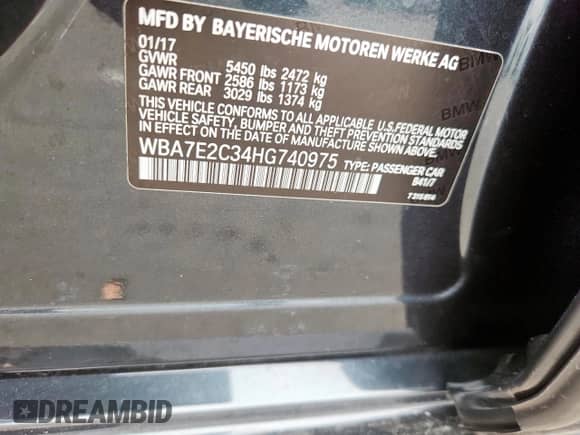 MFD BY BAYERISCHE MOTOREN WERKE AG
01/17
GVWR 5450 lbs 2472 kg
GAWR FRONT 2586 lbs 1173 kg
GAWR REAR 3029 lbs 1374 kg
THIS VEHICLE CONFORMS TO ALL APPLICABLE U.S. FEDERAL MOTOR
VEHICLE SAFETY, BUMPER AND THEFT PREVENTION STANDARDS
IN EFFECT ON THE DATE OF MANUFACTURE SHOWN ABOVE.
WBA7E2C34HG740975 TYPE: PASSENGER CAR
B41/7
DREAMBID